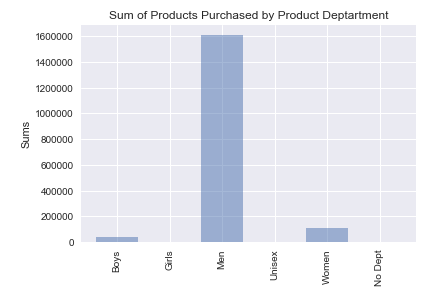 Sum of Products Purchased by Product Deptartment
1600000
1400000
1200000
1000000
800000
600000
400000
200000
0
Sums
Boys
Girls
Men
Unisex
Women
No Dept